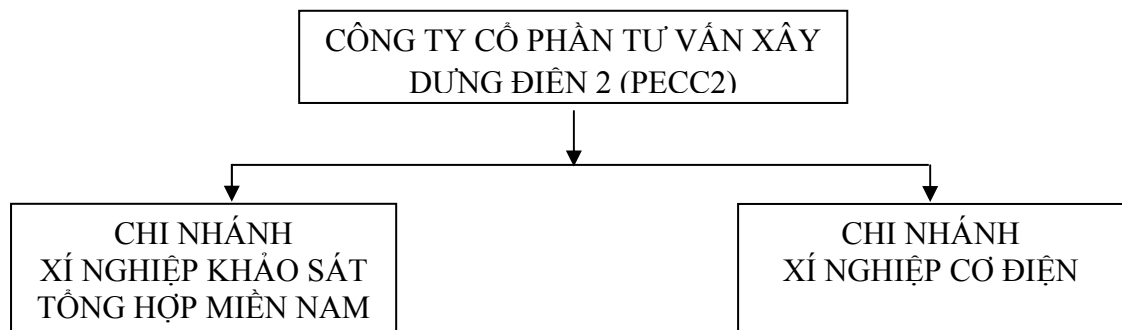 CÔNG TY CỔ PHẦN TƯ VẤN XÂY
DỰNG ĐIỆN 2 (PECC2)
CHI NHÁNH
XÍ NGHIỆP KHẢO SÁT
TỔNG HỢP MIỀN NAM
CHI NHÁNH
XÍ NGHIỆP CƠ ĐIỆN